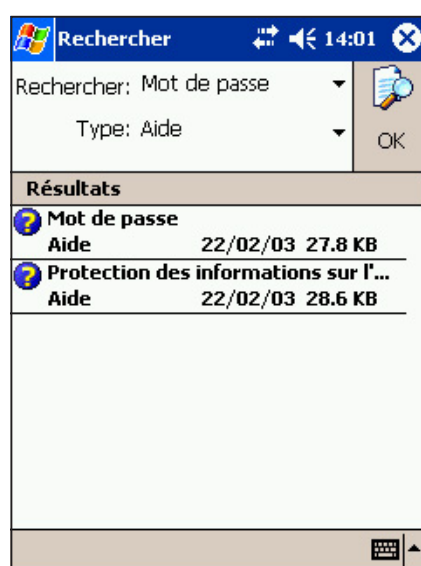 Rechercher 14:01
Rechercher: Mot de passe
Type: Aide
OK
Résultats
Mot de passe
Aide 22/02/03 27.8 KB
Protection des informations sur l'...
Aide 22/02/03 28.6 KB